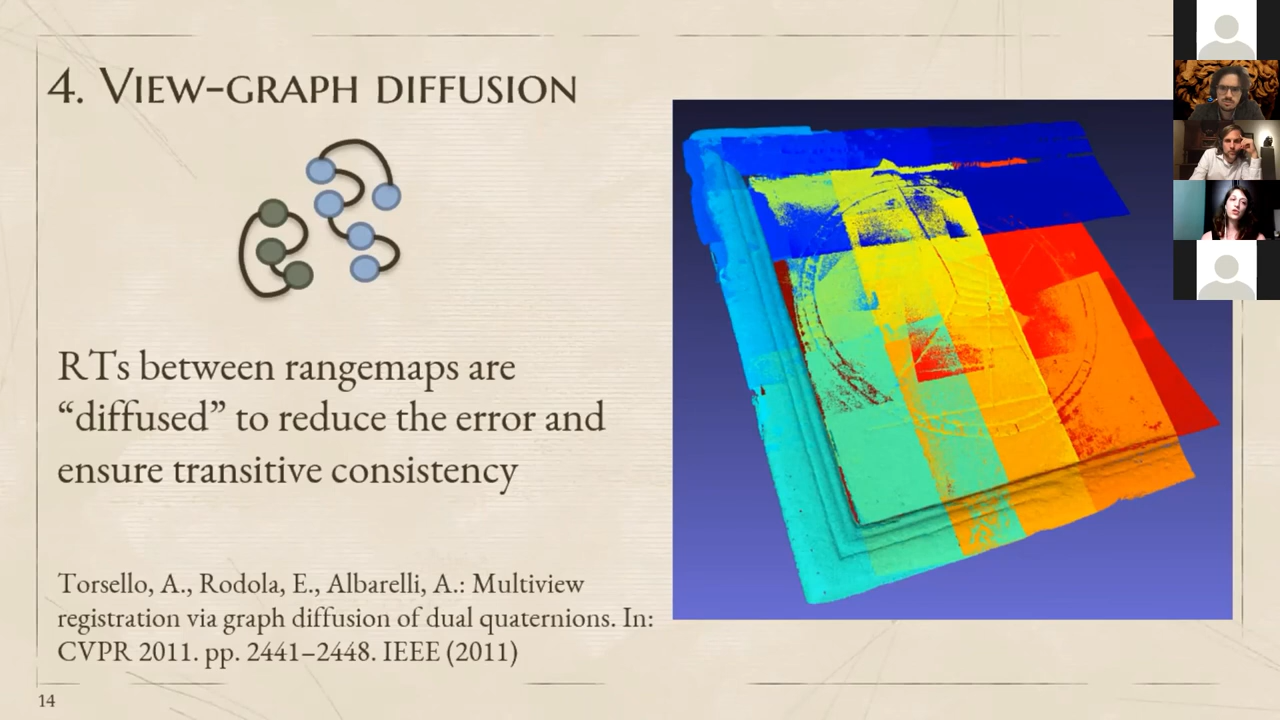 4. View-graph diffusion
RTs between rangemaps are
“diffused” to reduce the error and
ensure transitive consistency
Torsello, A., Rodola, E., Albarelli, A.: Multiview
registration via graph diffusion of dual quaternions. In:
CVPR 2011. pp. 2441–2448. IEEE (2011)
14